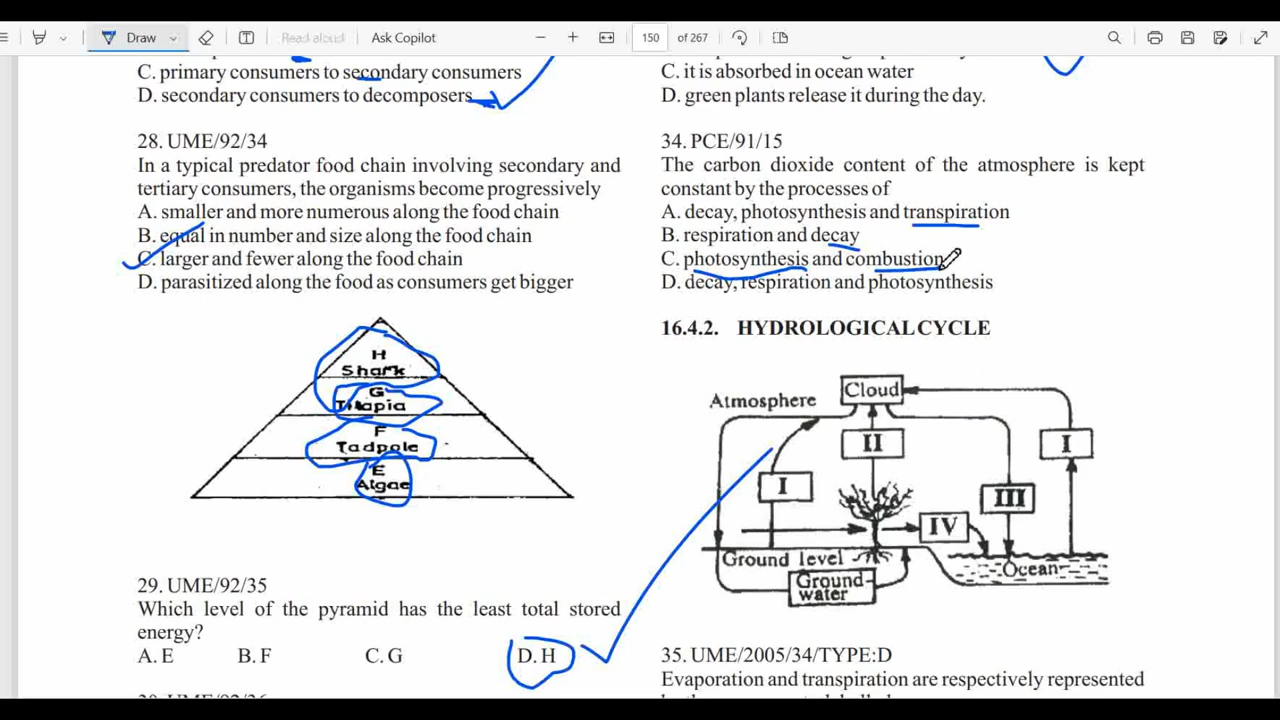 Draw
Read aloud
Ask Copilot
150 of 267
C. primary consumers to secondary consumers
D. secondary consumers to decomposers
28. UME/92/34
In a typical predator food chain involving secondary and
tertiary consumers, the organisms become progressively
A. smaller and more numerous along the food chain
B. equal in number and size along the food chain
C. larger and fewer along the food chain
D. parasitized along the food as consumers get bigger
H
Shark
G
Tilapia
F
Tadpole
E
Algae
29. UME/92/35
Which level of the pyramid has the least total stored
energy?
A. E B. F C. G D. H
C. it is absorbed in ocean water
D. green plants release it during the day.
34. PCE/91/15
The carbon dioxide content of the atmosphere is kept
constant by the processes of
A. decay, photosynthesis and transpiration
B. respiration and decay
C. photosynthesis and combustion
D. decay, respiration and photosynthesis
16.4.2. HYDROLOGICAL CYCLE
Cloud
Atmosphere
II
I
I
III
IV
Ground level
Ocean
Ground-
water
35. UME/2005/34/TYPE:D
Evaporation and transpiration are respectively represented